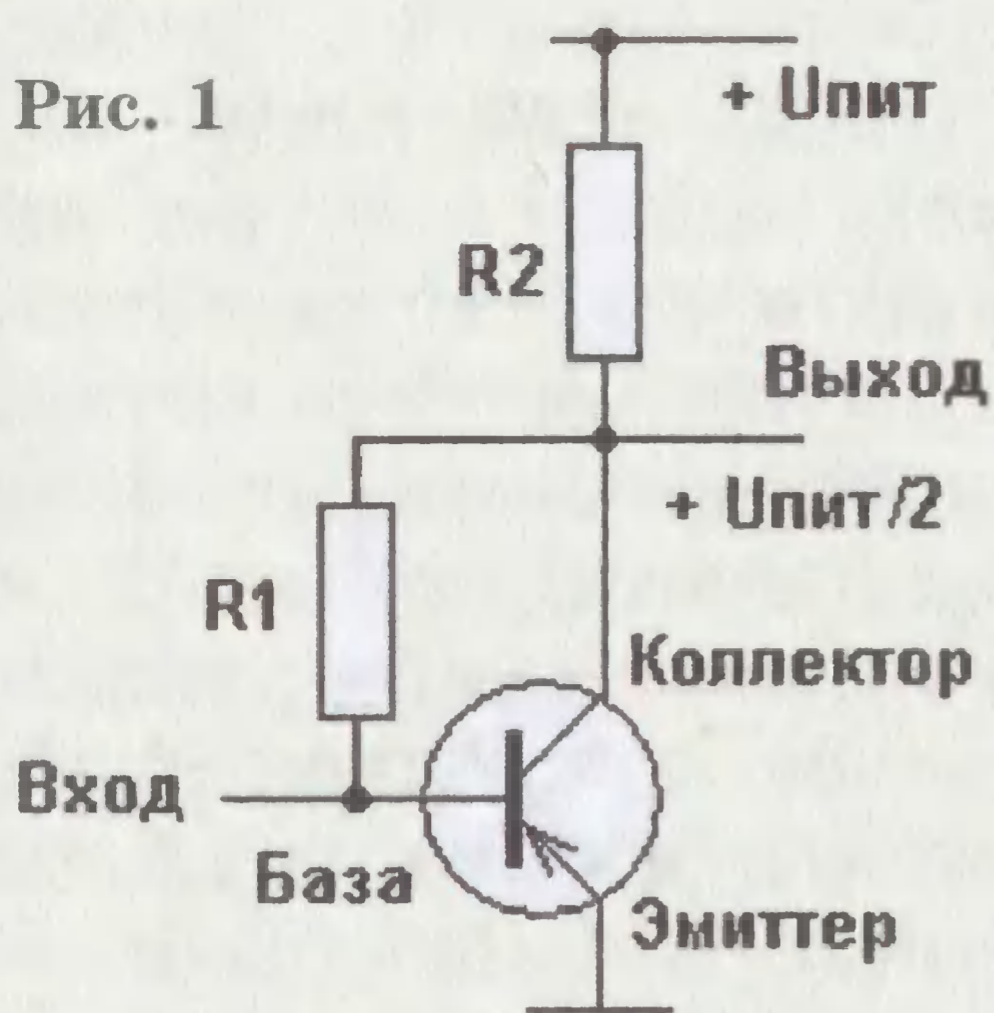 Рис. 1
+ Uпит
R2
Выход
+ Uпит/2
R1
Коллектор
Вход
База
Эмиттер